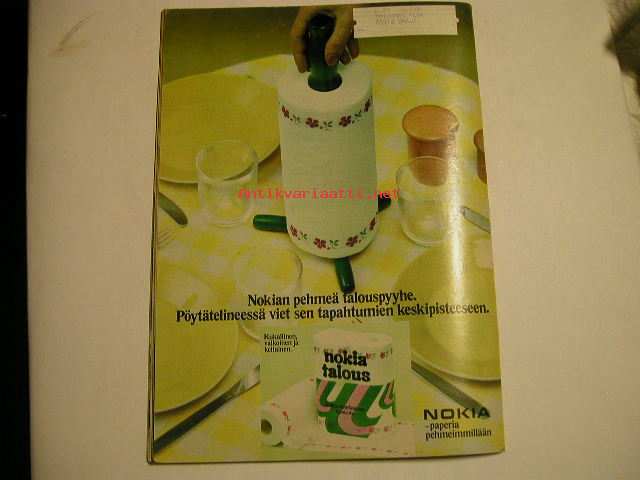 Antikvariaatti.net
Nokian pehmeä talouspyyhe.
Pöytätelineessä viet sen tapahtumien keskipisteeseen.
Kukallinen,
valkoinen ja
keltainen.
nokia
talous
NOKIA
-paperia
pehmeimmillään